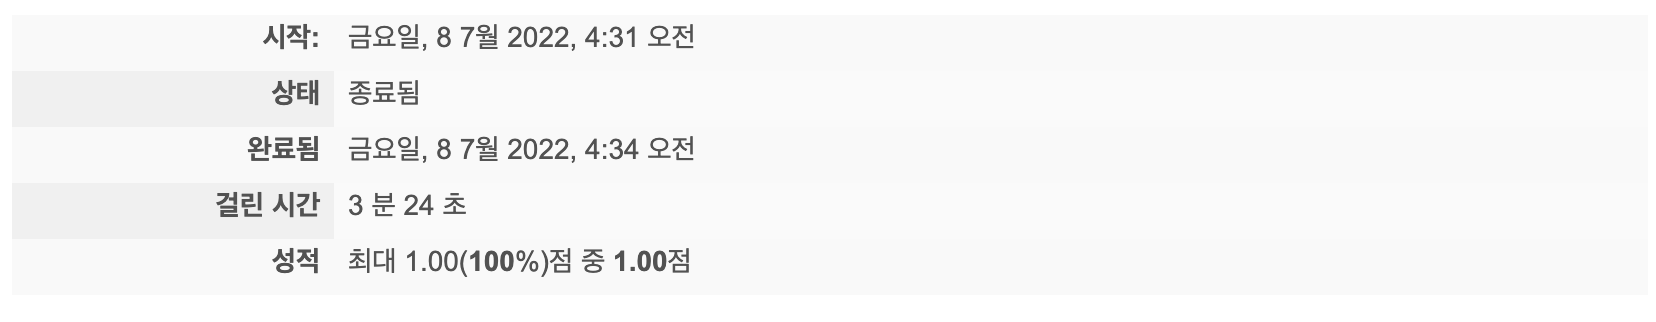 시작: 금요일, 8 7월 2022, 4:31 오전
상태 종료됨
완료됨 금요일, 8 7월 2022, 4:34 오전
걸린 시간 3 분 24 초
성적 최대 1.00(100%)점 중 1.00점